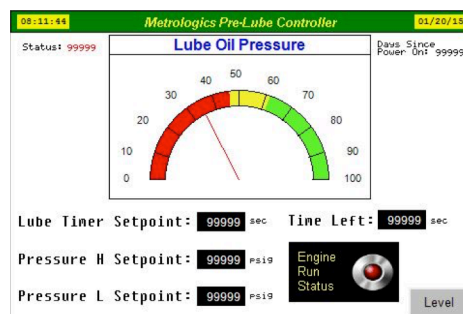 08:11:44 Metrologics Pre-Lube Controller 01/20/15
Status: 99999
Lube Oil Pressure
Days Since
Power On: 99999
0 10 20 30 40 50 60 70 80 90 100
Lube Timer Setpoint: 99999 sec
Time Left: 99999 sec
Pressure H Setpoint: 99999 psig
Engine
Run
Status
Pressure L Setpoint: 99999 psig
Level